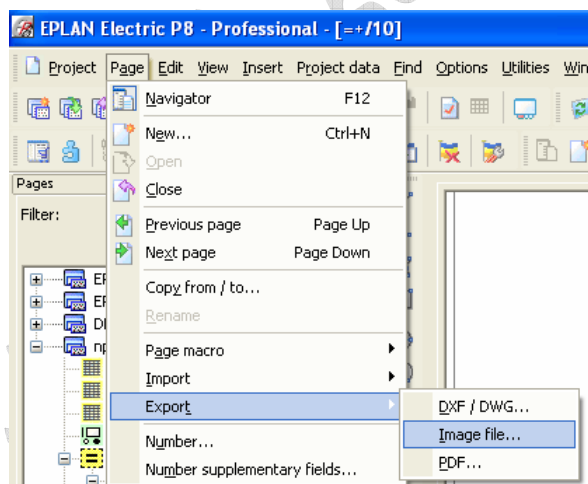 EPLAN Electric P8 - Professional - [=+/10]
Project Page Edit View Insert Project data Find Options Utilities Win
Navigator F12
New... Ctrl+N
Open
Close
Previous page Page Up
Next page Page Down
Copy from / to...
Rename
Page macro
Import
Export
Number...
Number supplementary fields...
DXF / DWG...
Image file...
PDF...
Pages
Filter: